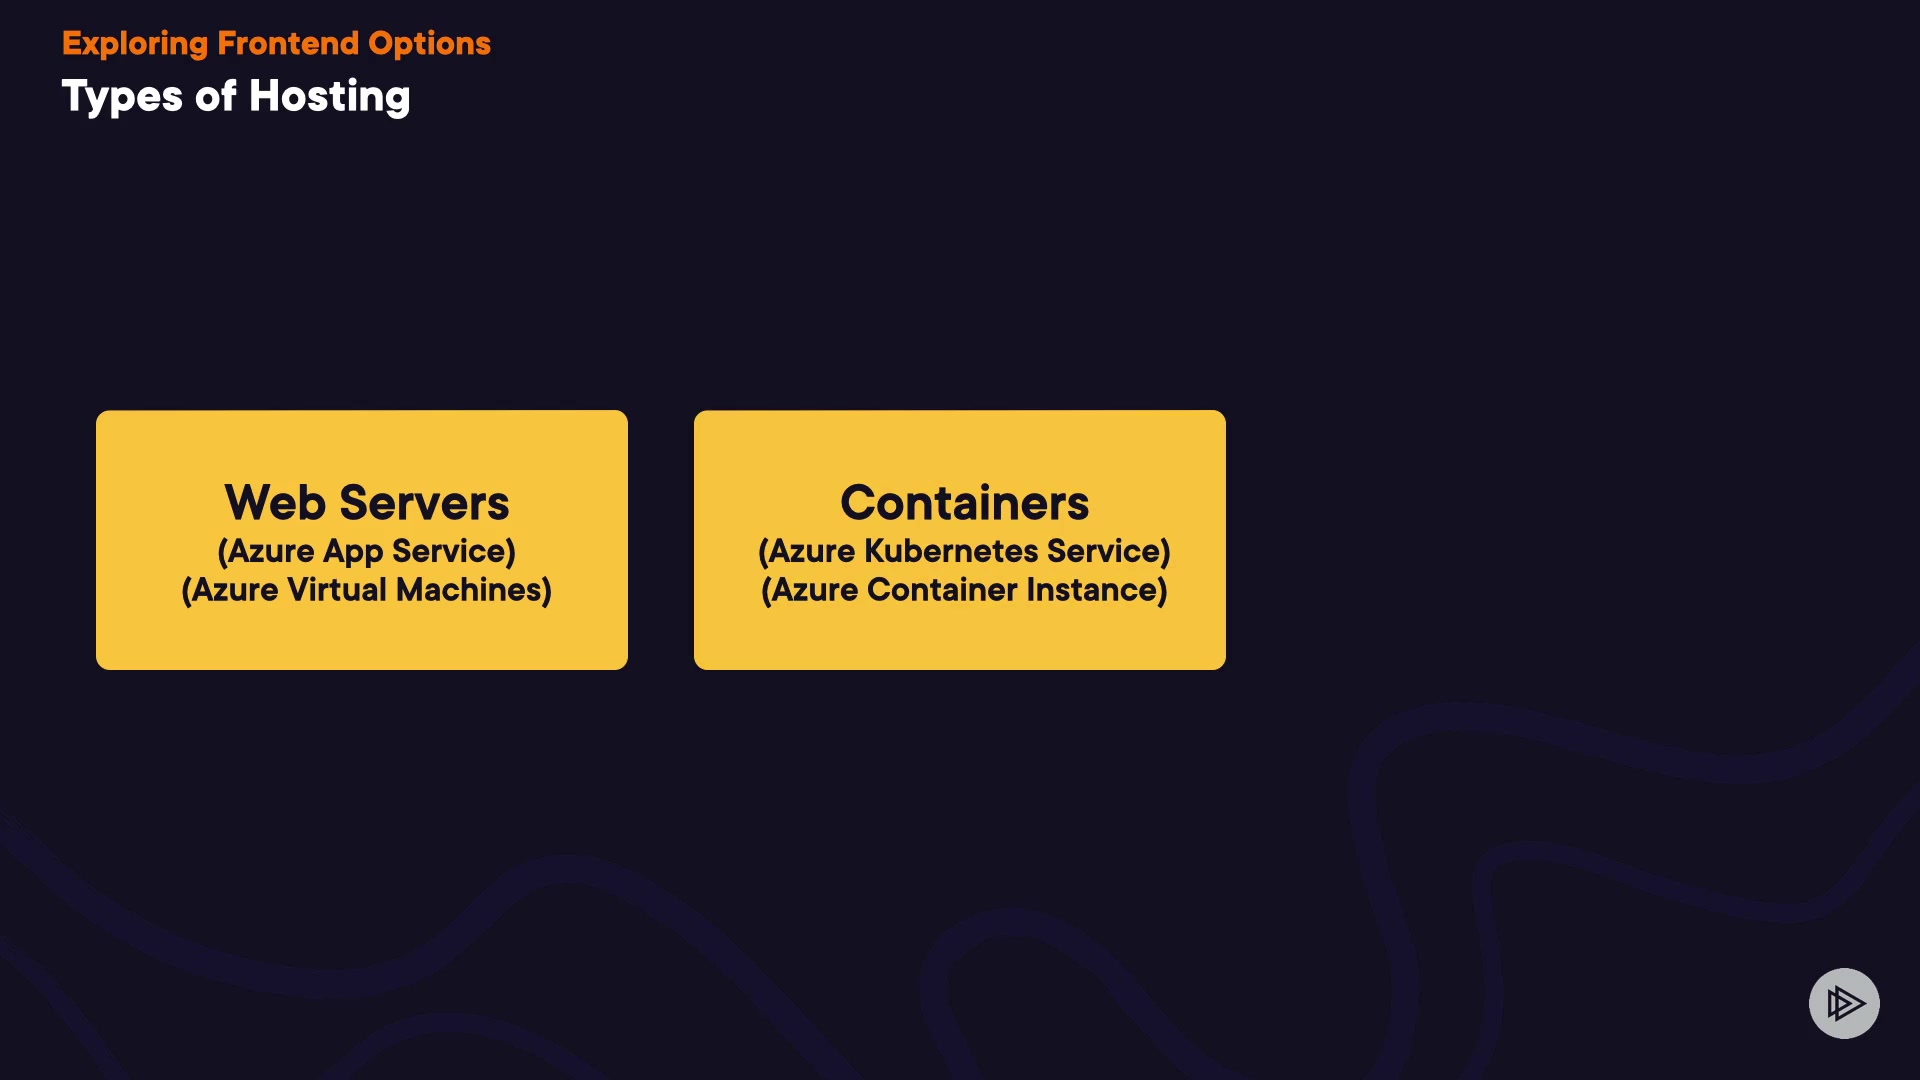 Exploring Frontend Options
Types of Hosting
Web Servers
(Azure App Service)
(Azure Virtual Machines)
Containers
(Azure Kubernetes Service)
(Azure Container Instance)